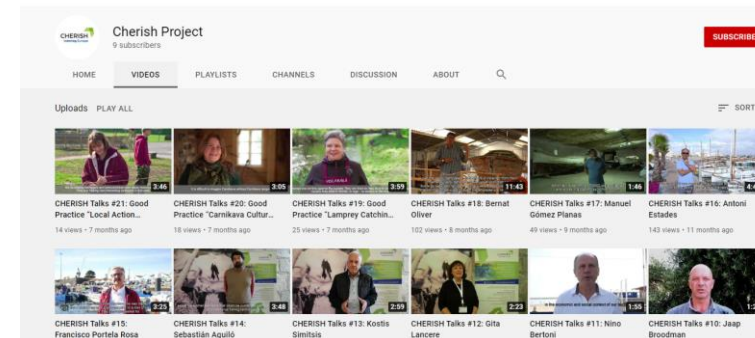 CHERISH
Cherish Project
9 subscribers
SUBSCRIBE
HOME VIDEOS PLAYLISTS CHANNELS DISCUSSION ABOUT
Uploads PLAY ALL
SORT
3:46 3:05 3:59 11:43 1:46
CHERISH Talks #21: Good
Practice "Local Action...
14 views • 7 months ago
CHERISH Talks #20: Good
Practice "Carnikava Cultur...
18 views • 7 months ago
CHERISH Talks #19: Good
Practice "Lamprey Catchin...
25 views • 7 months ago
CHERISH Talks #18: Bernat
Oliver
102 views • 8 months ago
CHERISH Talks #17: Manuel
Gómez Planas
49 views • 9 months ago
CHERISH Talks #16: Antoni
Estades
143 views • 11 months ago
3:25 3:48 2:59 2:23 1:55
CHERISH Talks #15:
Francisco Portela Rosa
CHERISH Talks #14:
Sebastián Aguiló
CHERISH Talks #13: Kostis
Simitsis
CHERISH Talks #12: Gita
Lancere
CHERISH Talks #11: Nino
Bertoni
CHERISH Talks #10: Jaap
Broodman